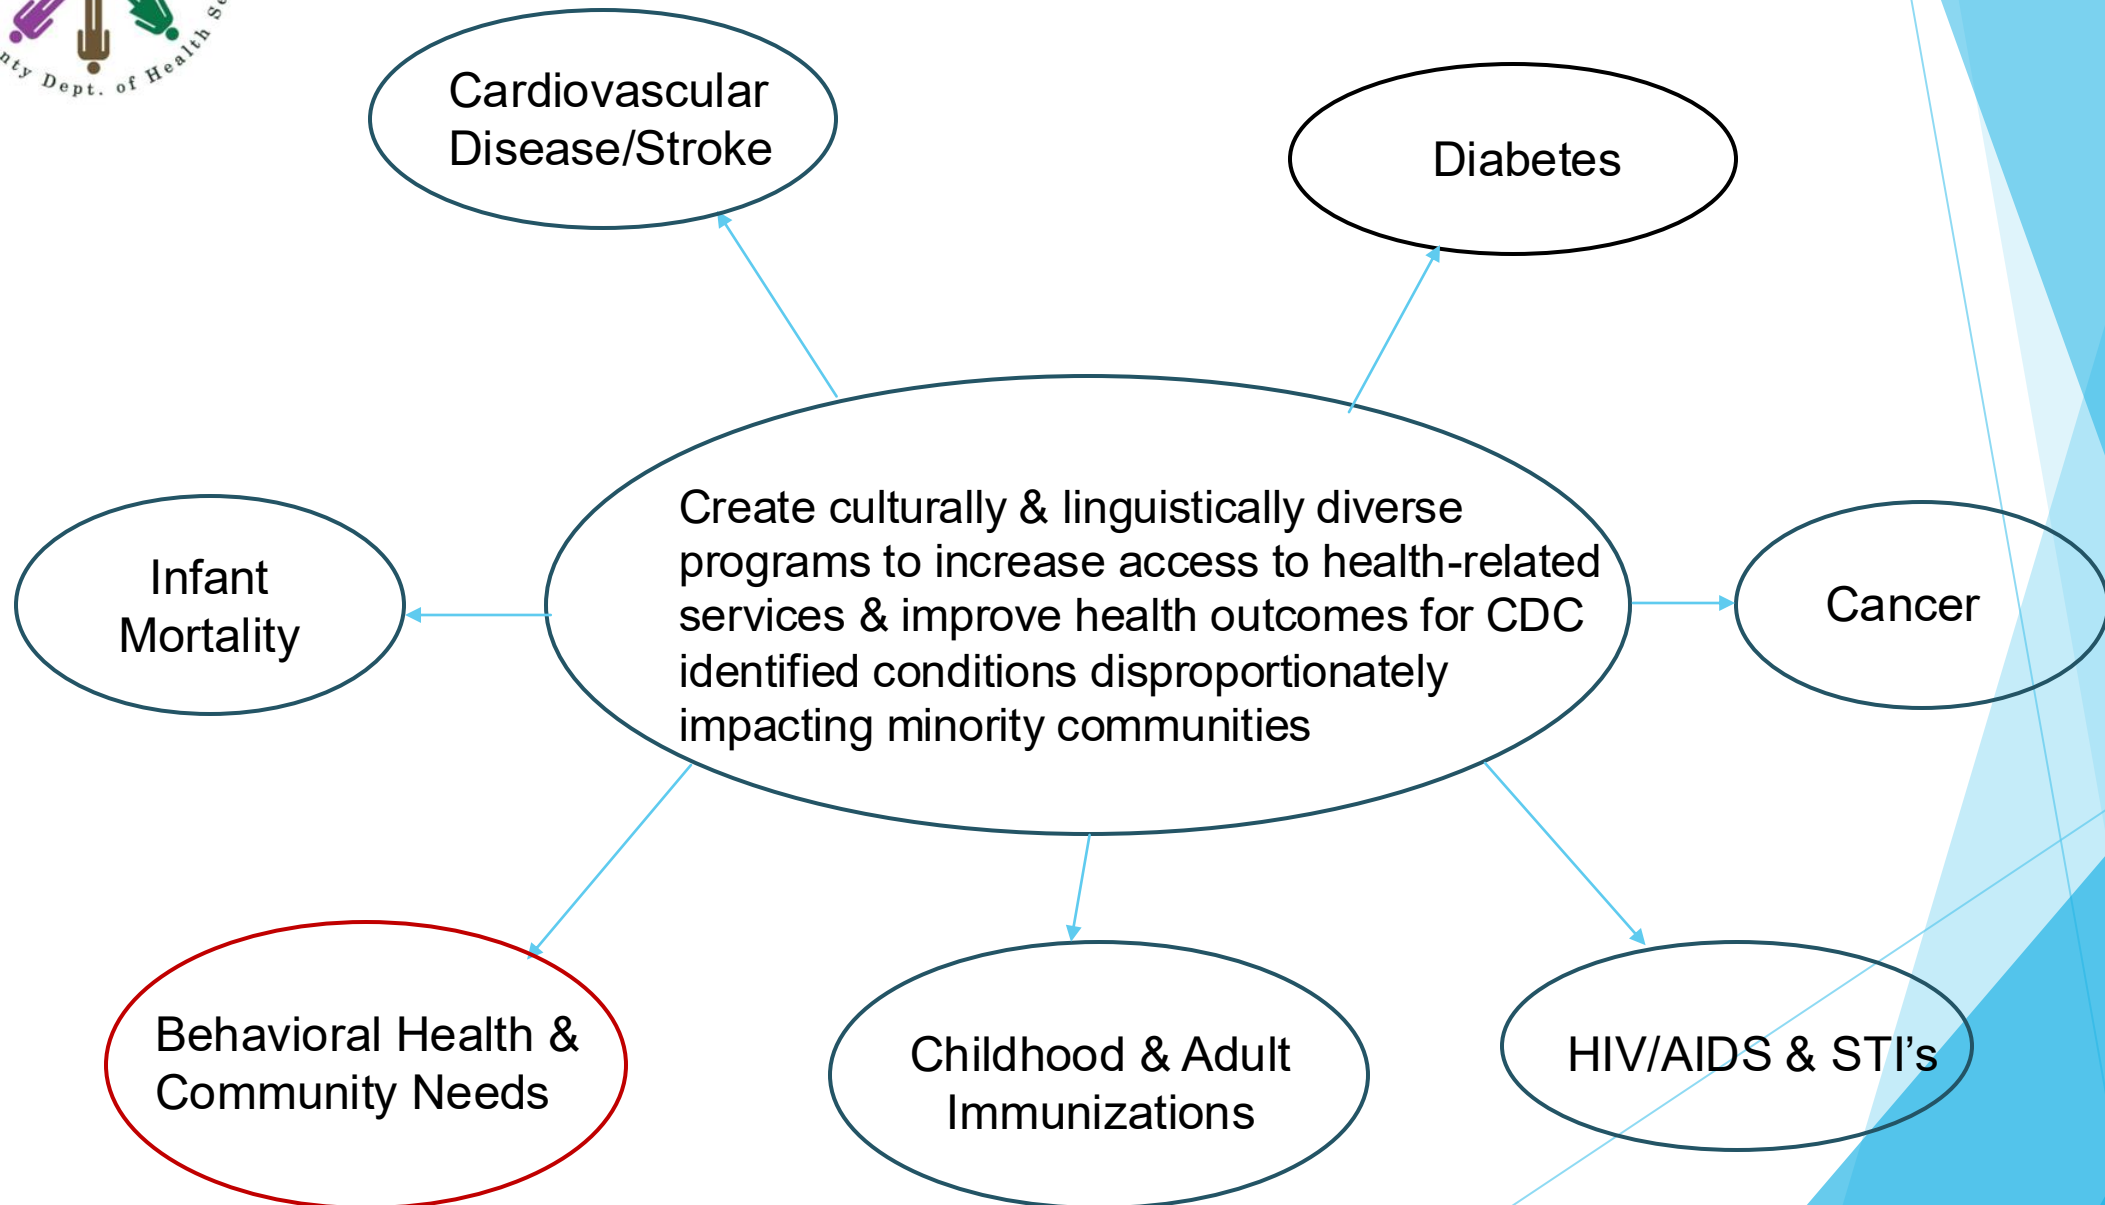 Dept. of Health
Cardiovascular
Disease/Stroke
Diabetes
Create culturally & linguistically diverse
programs to increase access to health-related
services & improve health outcomes for CDC
identified conditions disproportionately
impacting minority communities
Infant
Mortality
Cancer
Behavioral Health &
Community Needs
Childhood & Adult
Immunizations
HIV/AIDS & STI’s